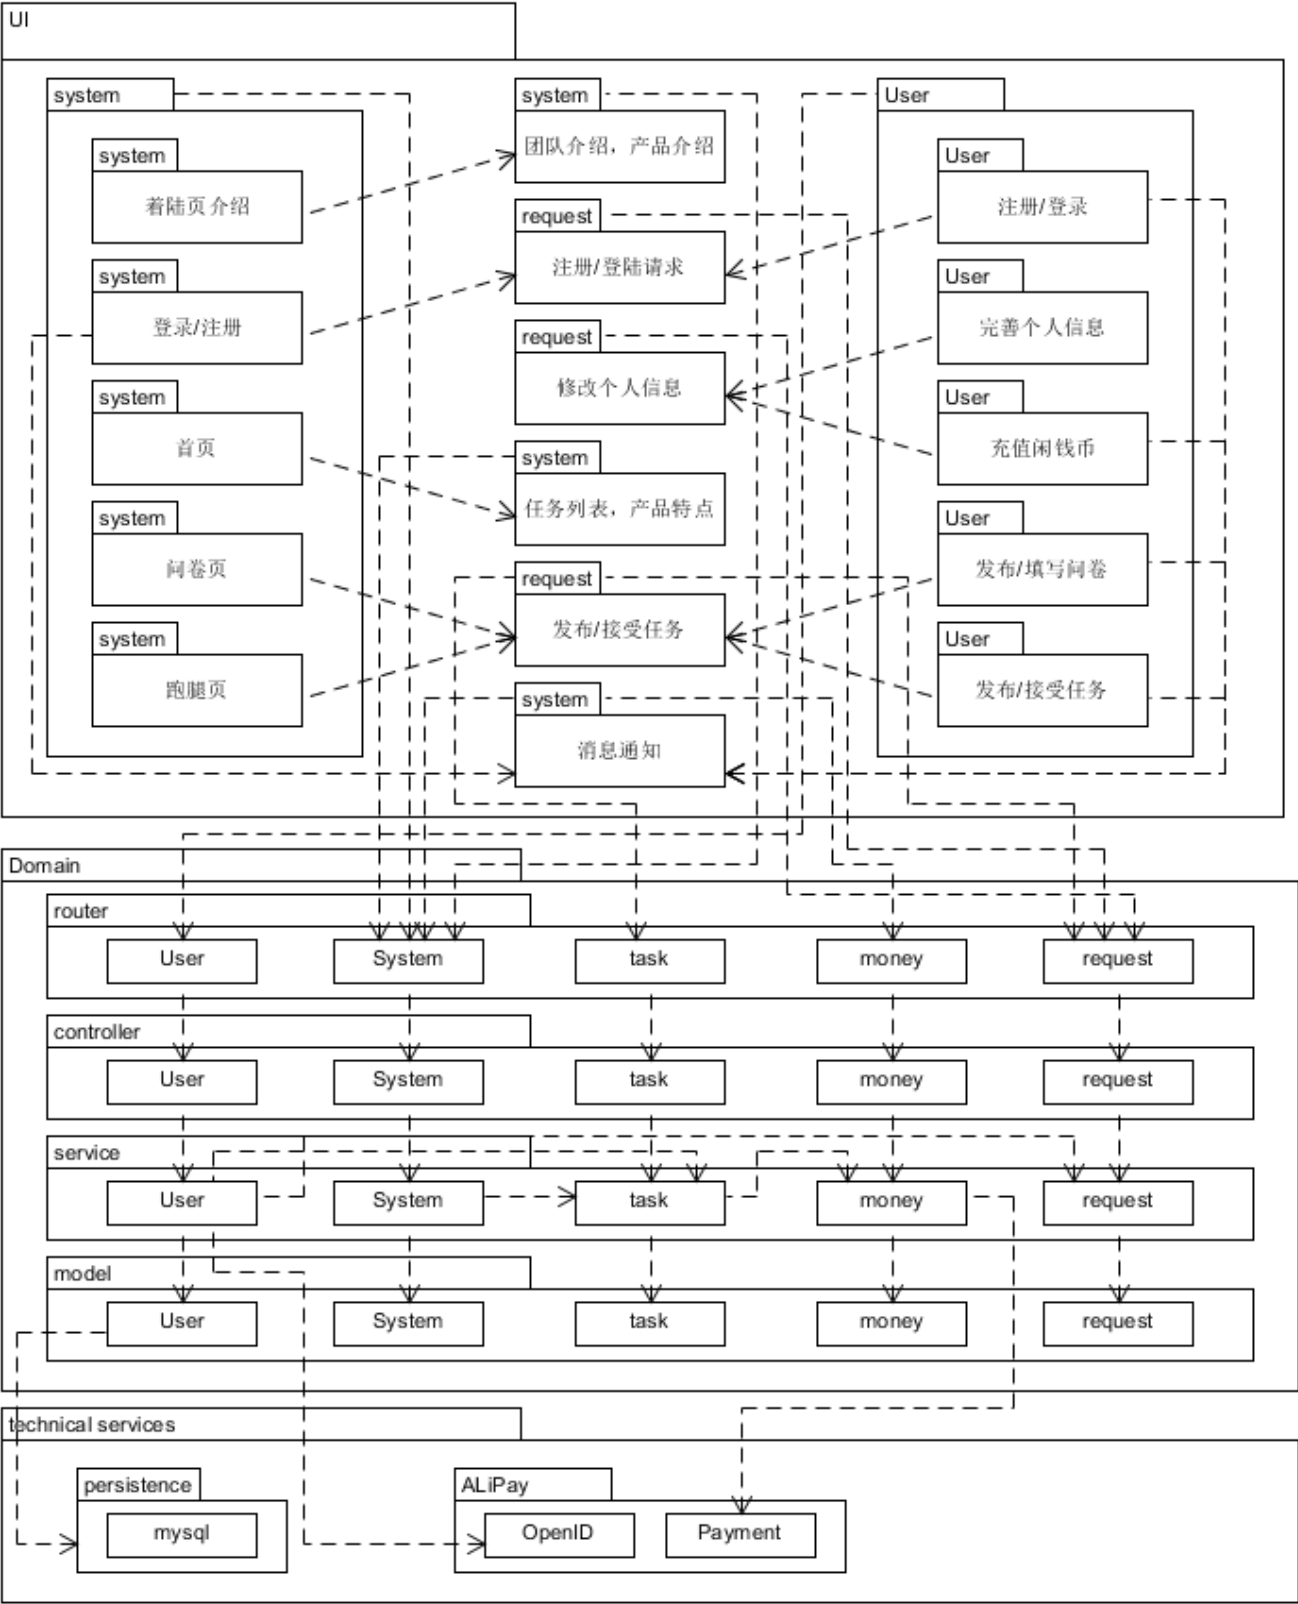 UI
system
system
着陆页介绍
system
登录/注册
system
首页
system
问卷页
system
跑腿页
system
团队介绍，产品介绍
request
注册/登陆请求
request
修改个人信息
system
任务列表，产品特点
request
发布/接受任务
system
消息通知
User
User
注册/登录
User
完善个人信息
User
充值闲钱币
User
发布/填写问卷
User
发布/接受任务
Domain
router
User
System
task
money
request
controller
User
System
task
money
request
service
User
System
task
money
request
model
User
System
task
money
request
technical services
persistence
mysql
ALiPay
OpenID
Payment